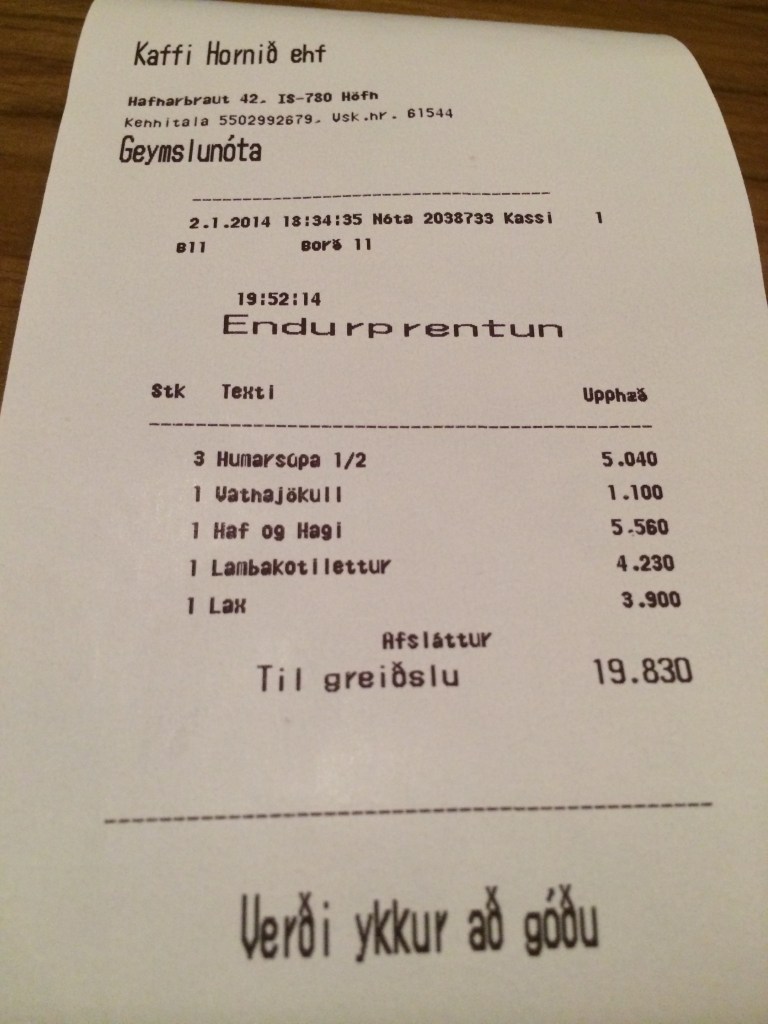 Kaffi Hornið ehf
Hafnarbraut 42. IS-780 Höfn
Kennitala 5502992679. Vsk.nr. 61544
Geymslunóta
2.1.2014 18:34:35 Nóta 2038733 Kassi 1
B11 Borð 11
19:52:14
Endurprentun
Stk Texti Upphæð
3 Humarsúpa 1/2 5.040
1 Vatnajökull 1.100
1 Haf og Hagi 5.560
1 Lambakotilettur 4.230
1 Lax 3.900
Afsláttur
Til greiðslu 19.830
Verði ykkur að góðu